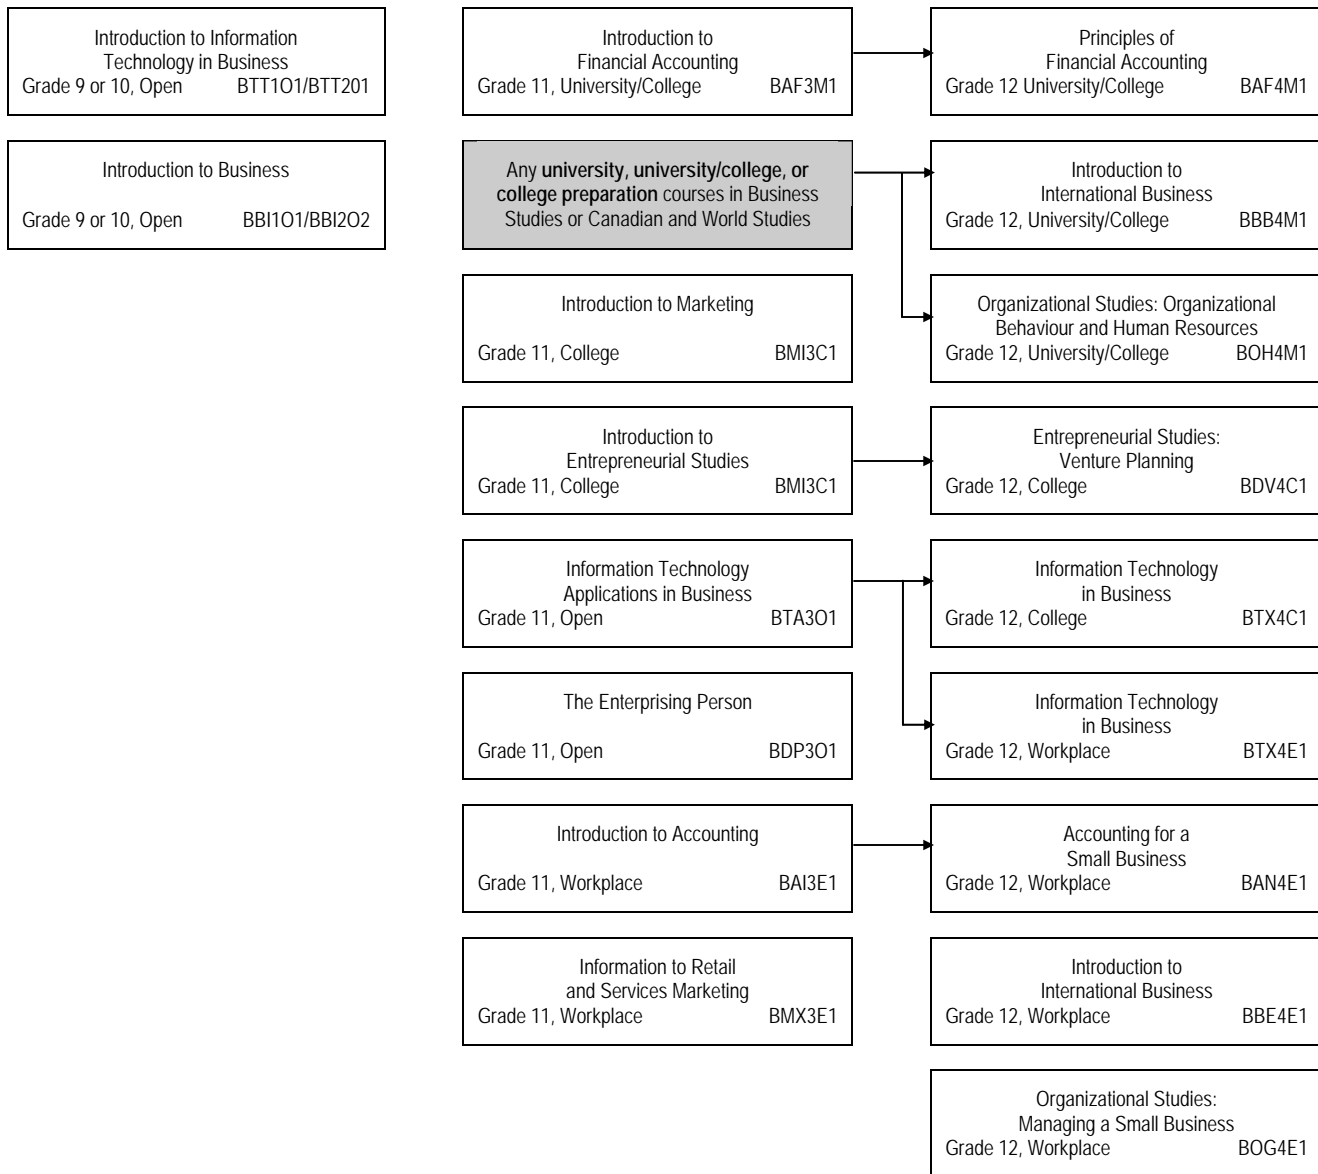 Introduction to Information
Technology in Business
Grade 9 or 10, Open BTT1O1/BTT201
Introduction to Business
Grade 9 or 10, Open BBI1O1/BBI2O2
Introduction to
Financial Accounting
Grade 11, University/College BAF3M1
Any university, university/college, or
college preparation courses in Business
Studies or Canadian and World Studies
Introduction to Marketing
Grade 11, College BMI3C1
Introduction to
Entrepreneurial Studies
Grade 11, College BMI3C1
Information Technology
Applications in Business
Grade 11, Open BTA3O1
The Enterprising Person
Grade 11, Open BDP3O1
Introduction to Accounting
Grade 11, Workplace BAI3E1
Information to Retail
and Services Marketing
Grade 11, Workplace BMX3E1
Principles of
Financial Accounting
Grade 12 University/College BAF4M1
Introduction to
International Business
Grade 12, University/College BBB4M1
Organizational Studies: Organizational
Behaviour and Human Resources
Grade 12, University/College BOH4M1
Entrepreneurial Studies:
Venture Planning
Grade 12, College BDV4C1
Information Technology
in Business
Grade 12, College BTX4C1
Information Technology
in Business
Grade 12, Workplace BTX4E1
Accounting for a
Small Business
Grade 12, Workplace BAN4E1
Introduction to
International Business
Grade 12, Workplace BBE4E1
Organizational Studies:
Managing a Small Business
Grade 12, Workplace BOG4E1